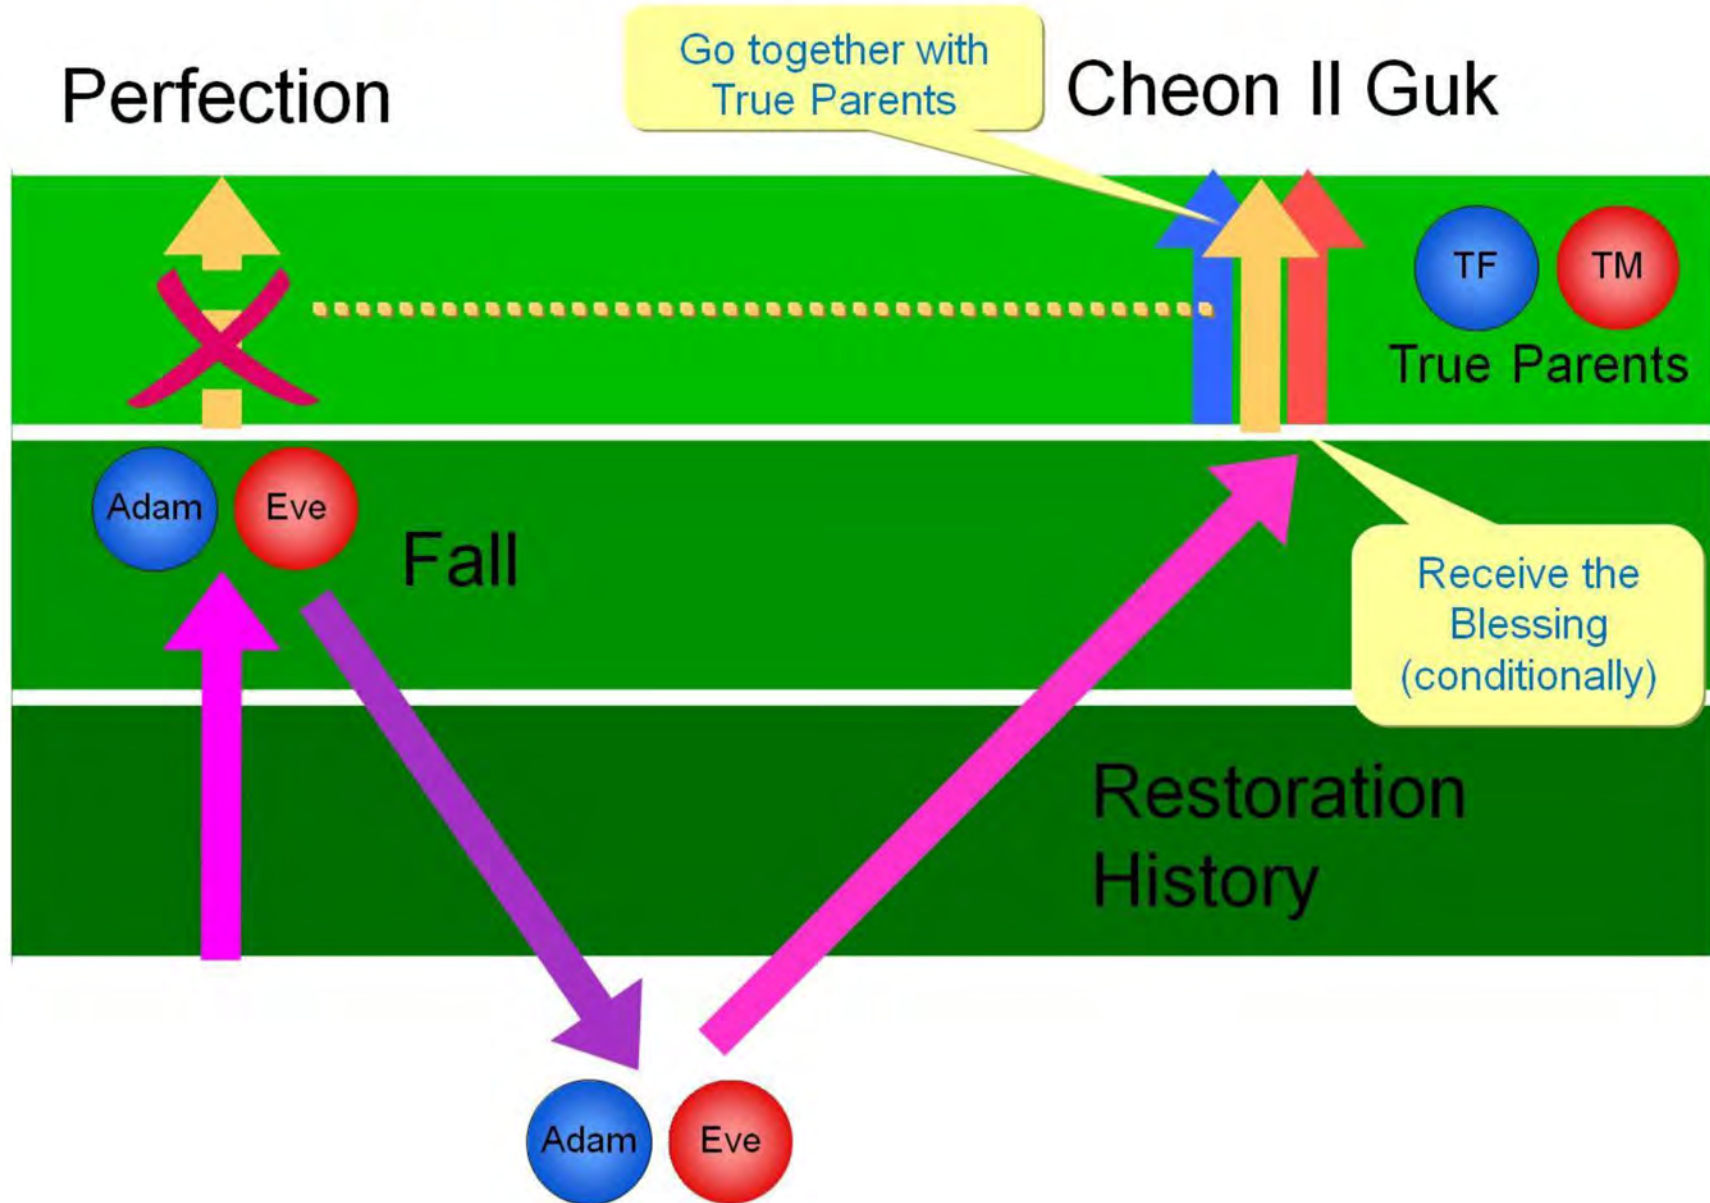 Perfection
Go together with
True Parents
Cheon Il Guk
TF
TM
True Parents
Adam
Eve
Fall
Receive the
Blessing
(conditionally)
Restoration
History
Adam
Eve